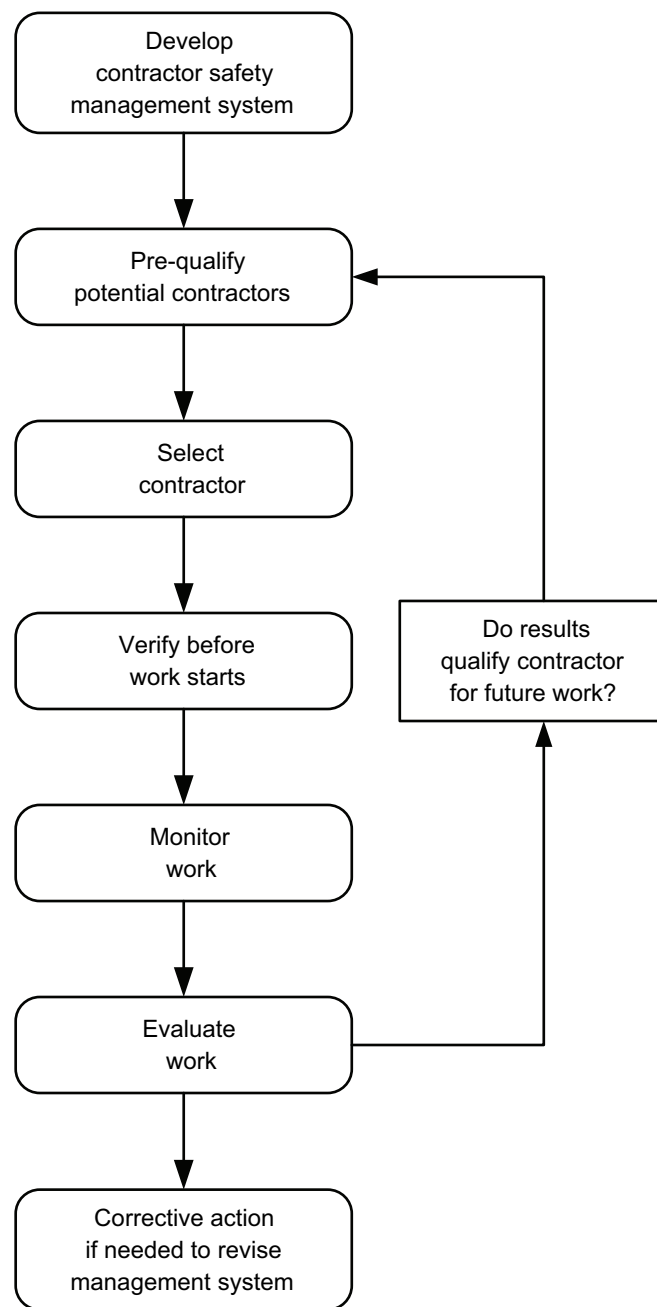 Develop
contractor safety
management system
Pre-qualify
potential contractors
Select
contractor
Verify before
work starts
Do results
qualify contractor
for future work?
Monitor
work
Evaluate
work
Corrective action
if needed to revise
management system